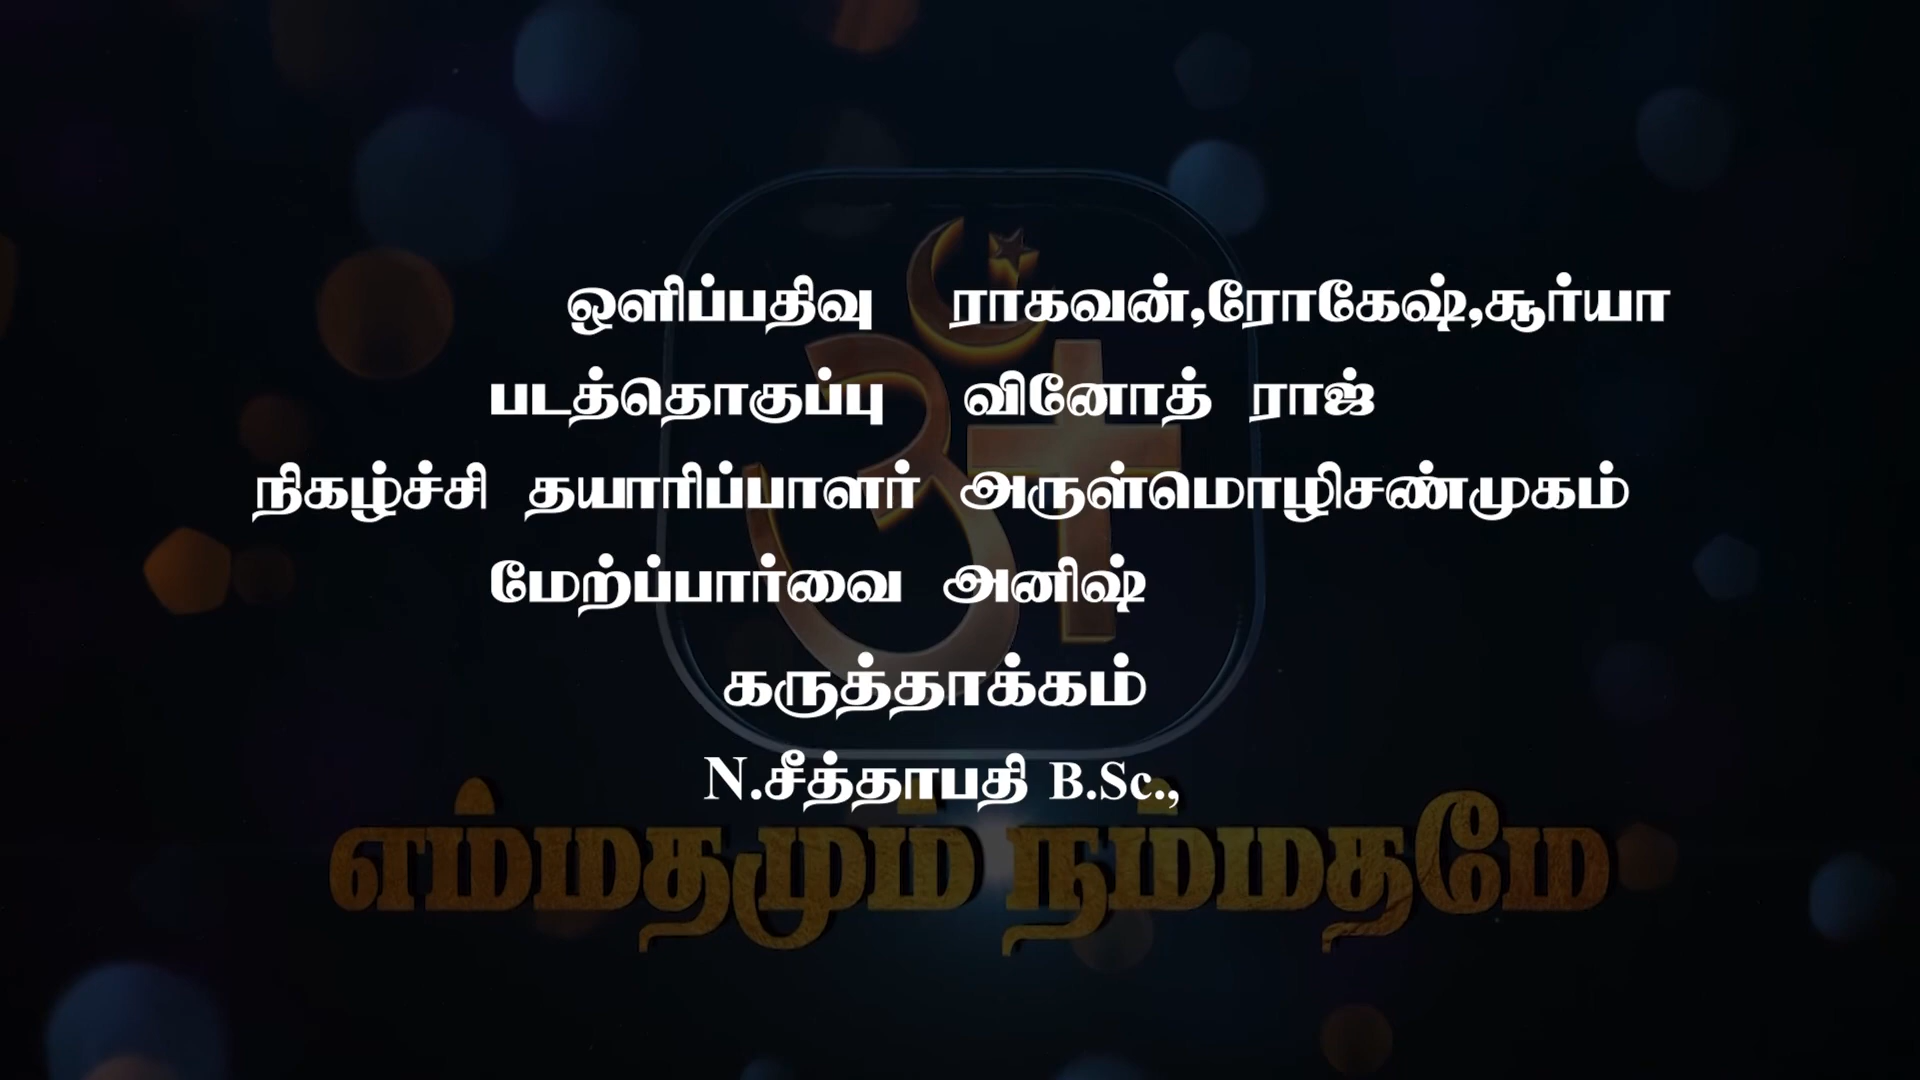 ஒளிப்பதிவு ராகவன்,ரோகேஷ்,சூர்யா
படத்தொகுப்பு வினோத் ராஜ்
நிகழ்ச்சி தயாரிப்பாளர் அருள்மொழிசண்முகம்
மேற்ப்பார்வை அனிஷ்
கருத்தாக்கம்
N.சீத்தாபதி B.Sc.,
எம்மதமும் நம்மதமே